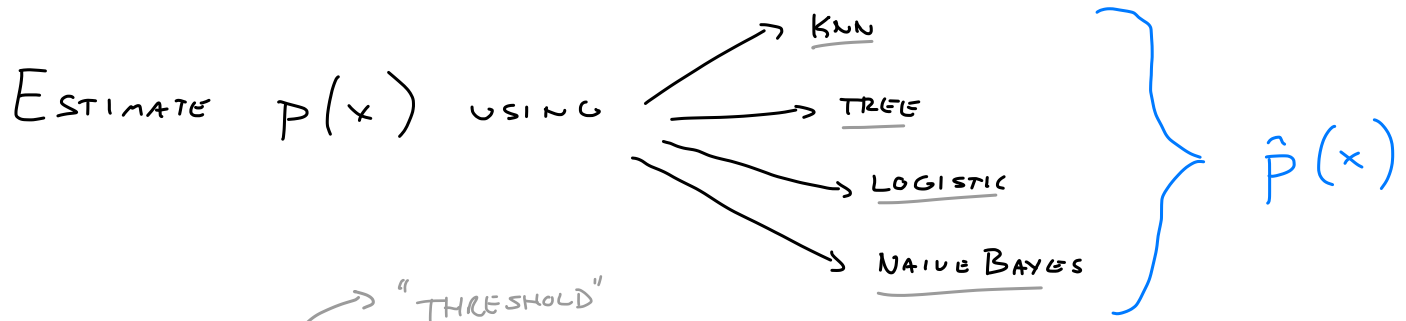 KNN
ESTIMATE p(x) USING
TREE
LOGISTIC
NAIVE BAYES
p̂(x)
"THRESHOLD"